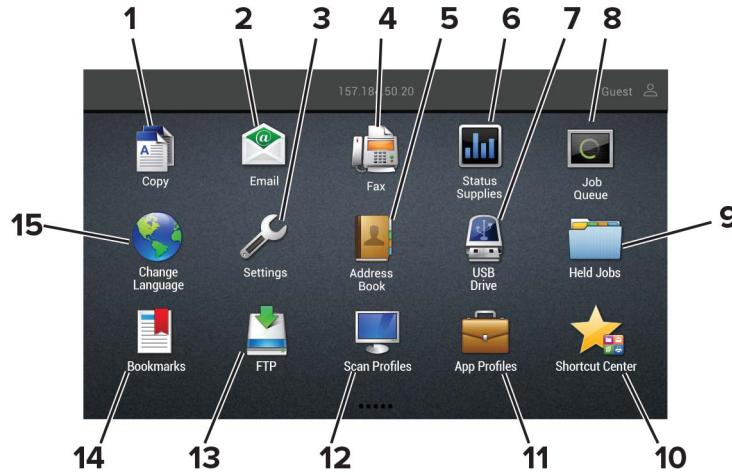 1 2 3 4 5 6 7 8
157.184.50.20 Guest
A @
Copy Email Fax Status Supplies Job Queue
15 9
Change Language Settings Address Book USB Drive Held Jobs
Bookmarks FTP Scan Profiles App Profiles Shortcut Center
14 13 12 11 10